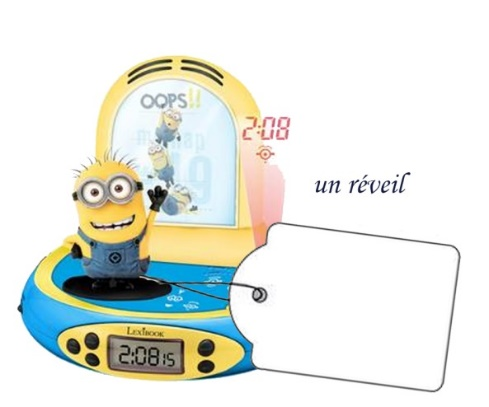 OOPS!!
2:08
un réveil
LEXIBOOK
2:08 15